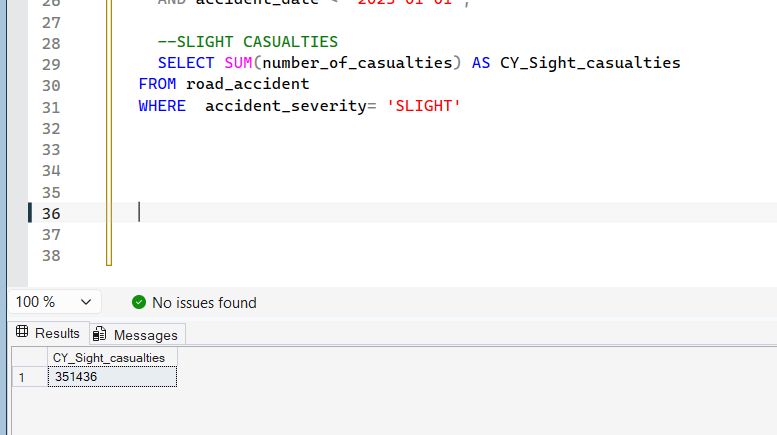 26 AND accident_date < '2023-01-01';
27
28 --SLIGHT CASUALTIES
29 SELECT SUM(number_of_casualties) AS CY_Sight_casualties
30 FROM road_accident
31 WHERE  accident_severity= 'SLIGHT'
32
33
34
35
36
37
38
100 %
No issues found
Results Messages
CY_Sight_casualties
1 351436